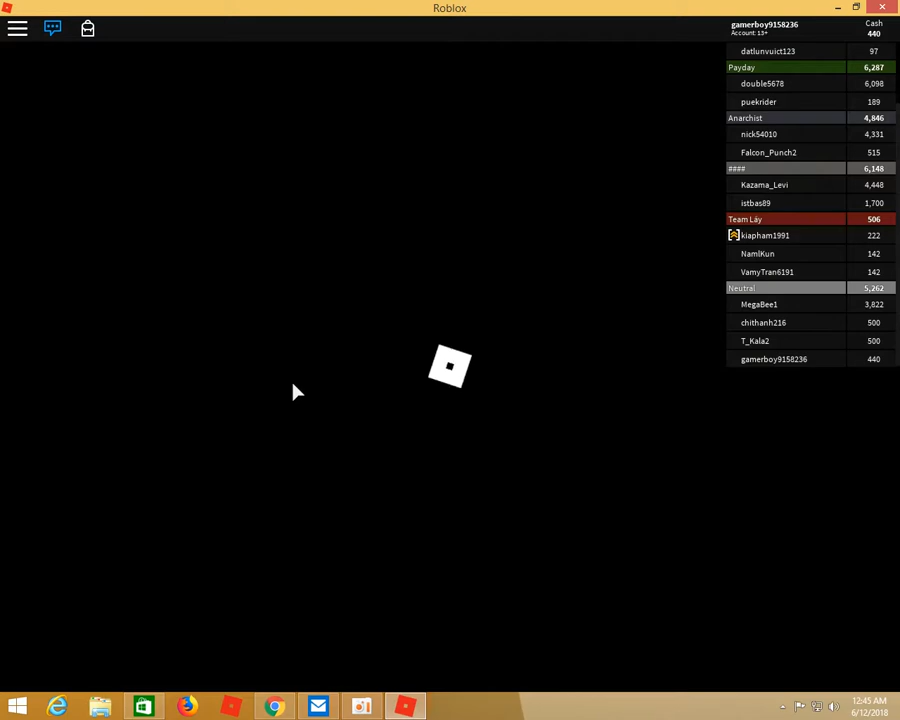 Roblox
gamerboy9158236 Cash
Account: 13+ 440
datlunvuict123 97
Payday 6,287
double5678 6,098
puekrider 189
Anarchist 4,846
nick54010 4,331
Falcon_Punch2 515
#### 6,148
Kazama_Levi 4,448
istbas89 1,700
Team Láy 506
kiapham1991 222
NamlKun 142
VamyTran6191 142
Neutral 5,262
MegaBee1 3,822
chithanh216 500
T_Kala2 500
gamerboy9158236 440
12:45 AM
6/12/2018